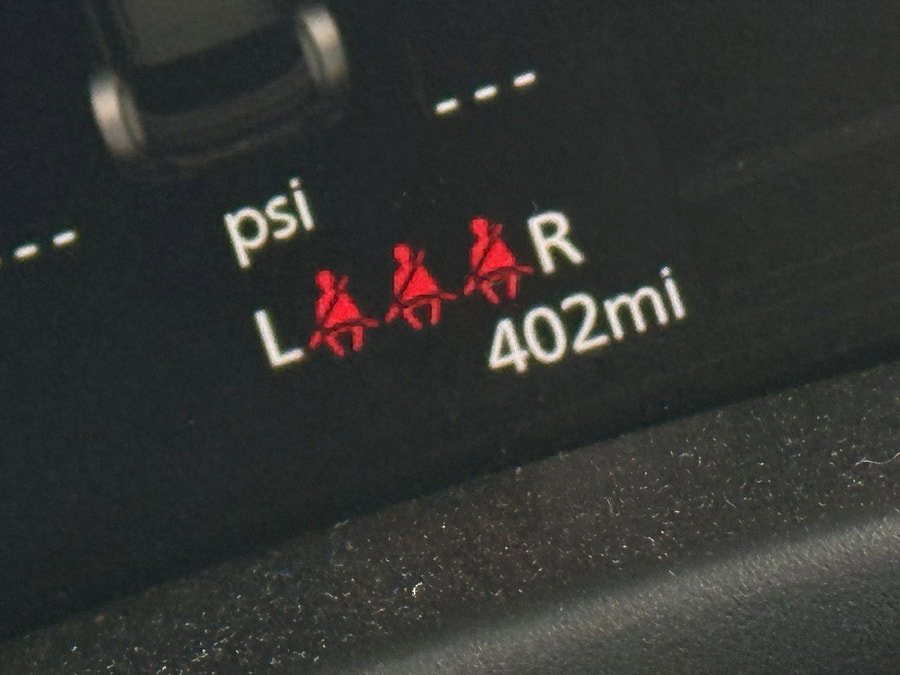 ---
--
psi
L R
402mi